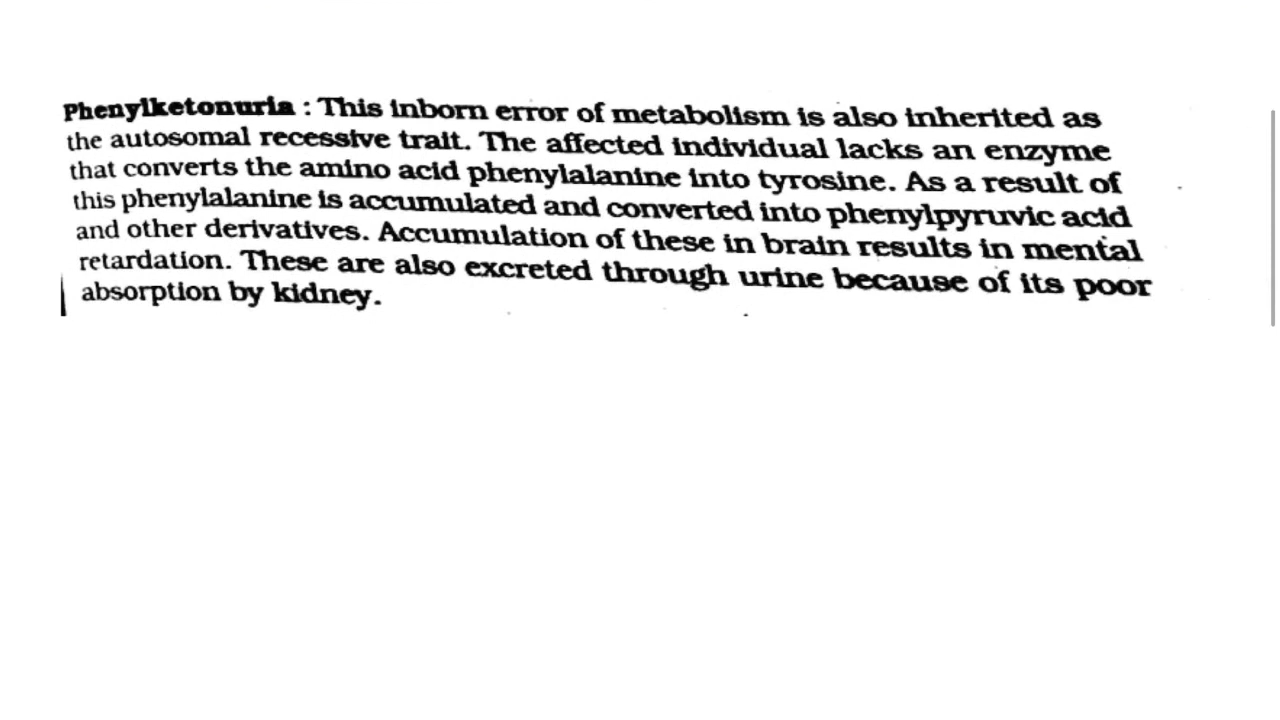 Phenylketonuria : This inborn error of metabolism is also inherited as
the autosomal recessive trait. The affected individual lacks an enzyme
that converts the amino acid phenylalanine into tyrosine. As a result of
this phenylalanine is accumulated and converted into phenylpyruvic acid
and other derivatives. Accumulation of these in brain results in mental
retardation. These are also excreted through urine because of its poor
absorption by kidney.